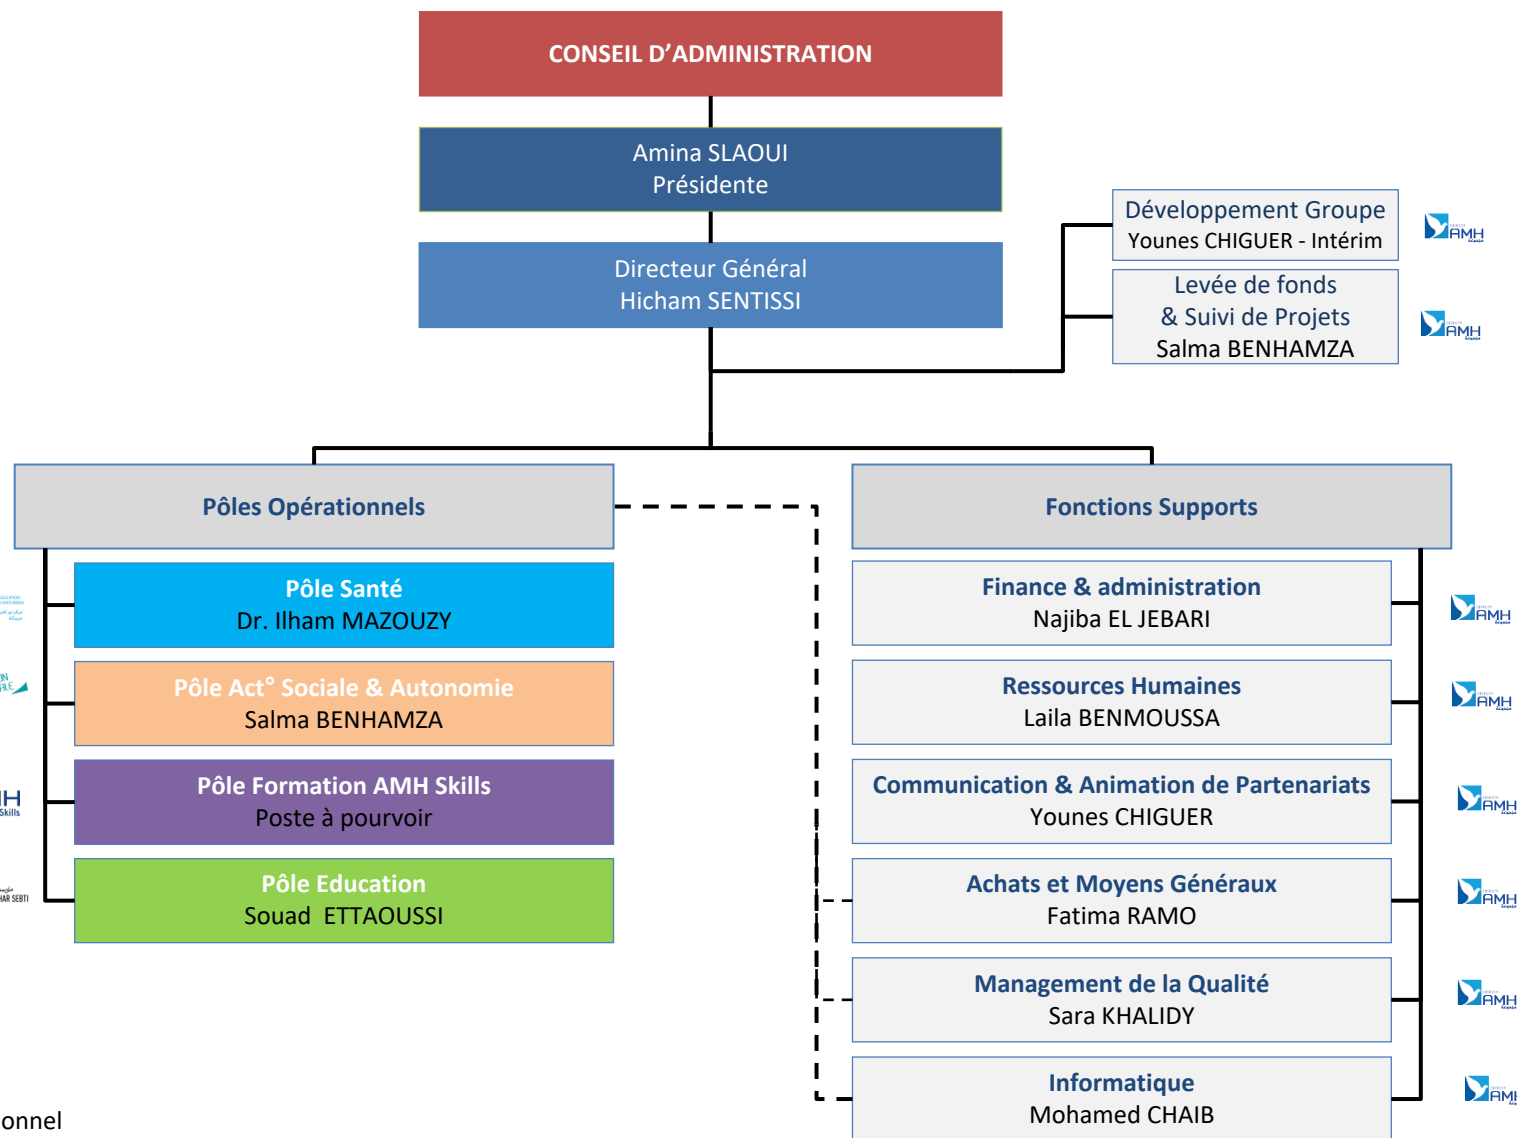 CONSEIL D’ADMINISTRATION
Amina SLAOUI
Présidente
Directeur Général
Hicham SENTISSI
Développement Groupe
Younes CHIGUER - Intérim
AMH
Levée de fonds
& Suivi de Projets
Salma BENHAMZA
AMH
Pôles Opérationnels
Pôle Santé
Dr. Ilham MAZOUZY
Pôle Act° Sociale & Autonomie
Salma BENHAMZA
Pôle Formation AMH Skills
Poste à pourvoir
Skills
Pôle Education
Souad ETTAOUSSI
SEBTI
Fonctions Supports
Finance & administration
Najiba EL JEBARI
AMH
Ressources Humaines
Laila BENMOUSSA
AMH
Communication & Animation de Partenariats
Younes CHIGUER
AMH
Achats et Moyens Généraux
Fatima RAMO
AMH
Management de la Qualité
Sara KHALIDY
AMH
Informatique
Mohamed CHAIB
onnel